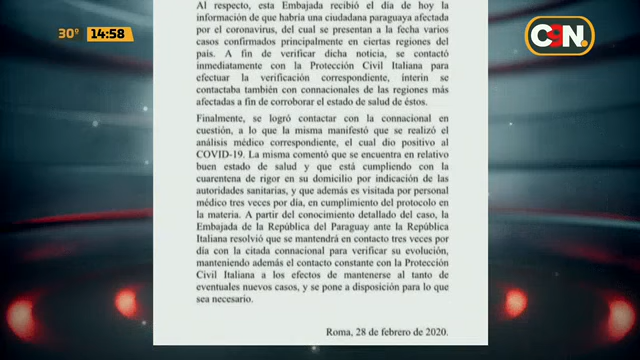 30° 14:58
C9N.
Al respecto, esta Embajada recibió el día de hoy la
información de que habría una ciudadana paraguaya afectada
por el coronavirus, del cual se presentan a la fecha varios
casos confirmados principalmente en ciertas regiones del
país. A fin de verificar dicha noticia, se contactó
inmediatamente con la Protección Civil Italiana para
efectuar la verificación correspondiente, interin se
contactaba también con connacionales de las regiones más
afectadas a fin de corroborar el estado de salud de éstos.
Finalmente, se logró contactar con la connacional en
cuestión, a lo que la misma manifestó que se realizó el
análisis médico correspondiente, el cual dio positivo al
COVID-19. La misma comentó que se encuentra en relativo
buen estado de salud y que está cumpliendo con la
cuarentena de rigor en su domicilio por indicación de las
autoridades sanitarias, y que además es visitada por personal
médico tres veces por día, en cumplimiento del protocolo en
la materia. A partir del conocimiento detallado del caso, la
Embajada de la República del Paraguay ante la República
Italiana resolvió que se mantendrá en contacto tres veces por
día con la citada connacional para verificar su evolución,
manteniendo además el contacto constante con la Protección
Civil Italiana a los efectos de mantenerse al tanto de
eventuales nuevos casos, y se pone a disposición para lo que
sea necesario.
Roma, 28 de febrero de 2020.